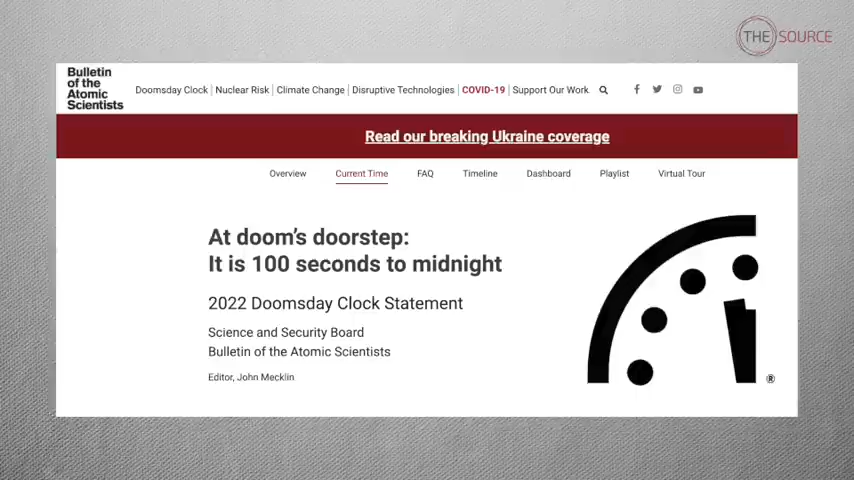 THE SOURCE
Bulletin
of the
Atomic
Scientists
Doomsday Clock | Nuclear Risk | Climate Change | Disruptive Technologies | COVID-19 | Support Our Work
Read our breaking Ukraine coverage
Overview Current Time FAQ Timeline Dashboard Playlist Virtual Tour
At doom's doorstep:
It is 100 seconds to midnight
2022 Doomsday Clock Statement
Science and Security Board
Bulletin of the Atomic Scientists
Editor, John Mecklin
®